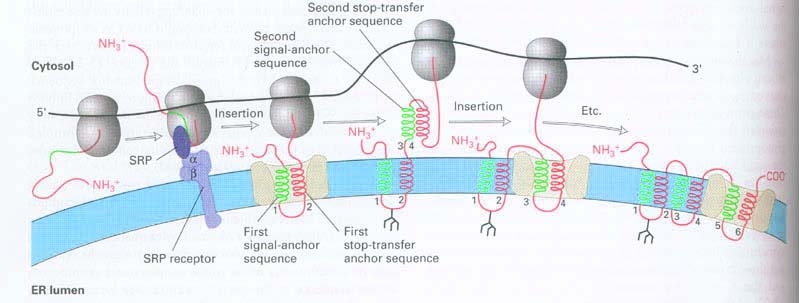 Second stop-transfer
anchor sequence
Second
signal-anchor
sequence
NH3+
Cytosol
3'
5'
Insertion
Insertion
Etc.
SRP
α
β
NH3+
NH3+
NH3+
3 4
NH3+
NH3+
COO
1
2
1
2
1
2
3
4
1
2
3
4
5
6
SRP receptor
First
signal-anchor
sequence
First
stop-transfer
anchor sequence
ER lumen